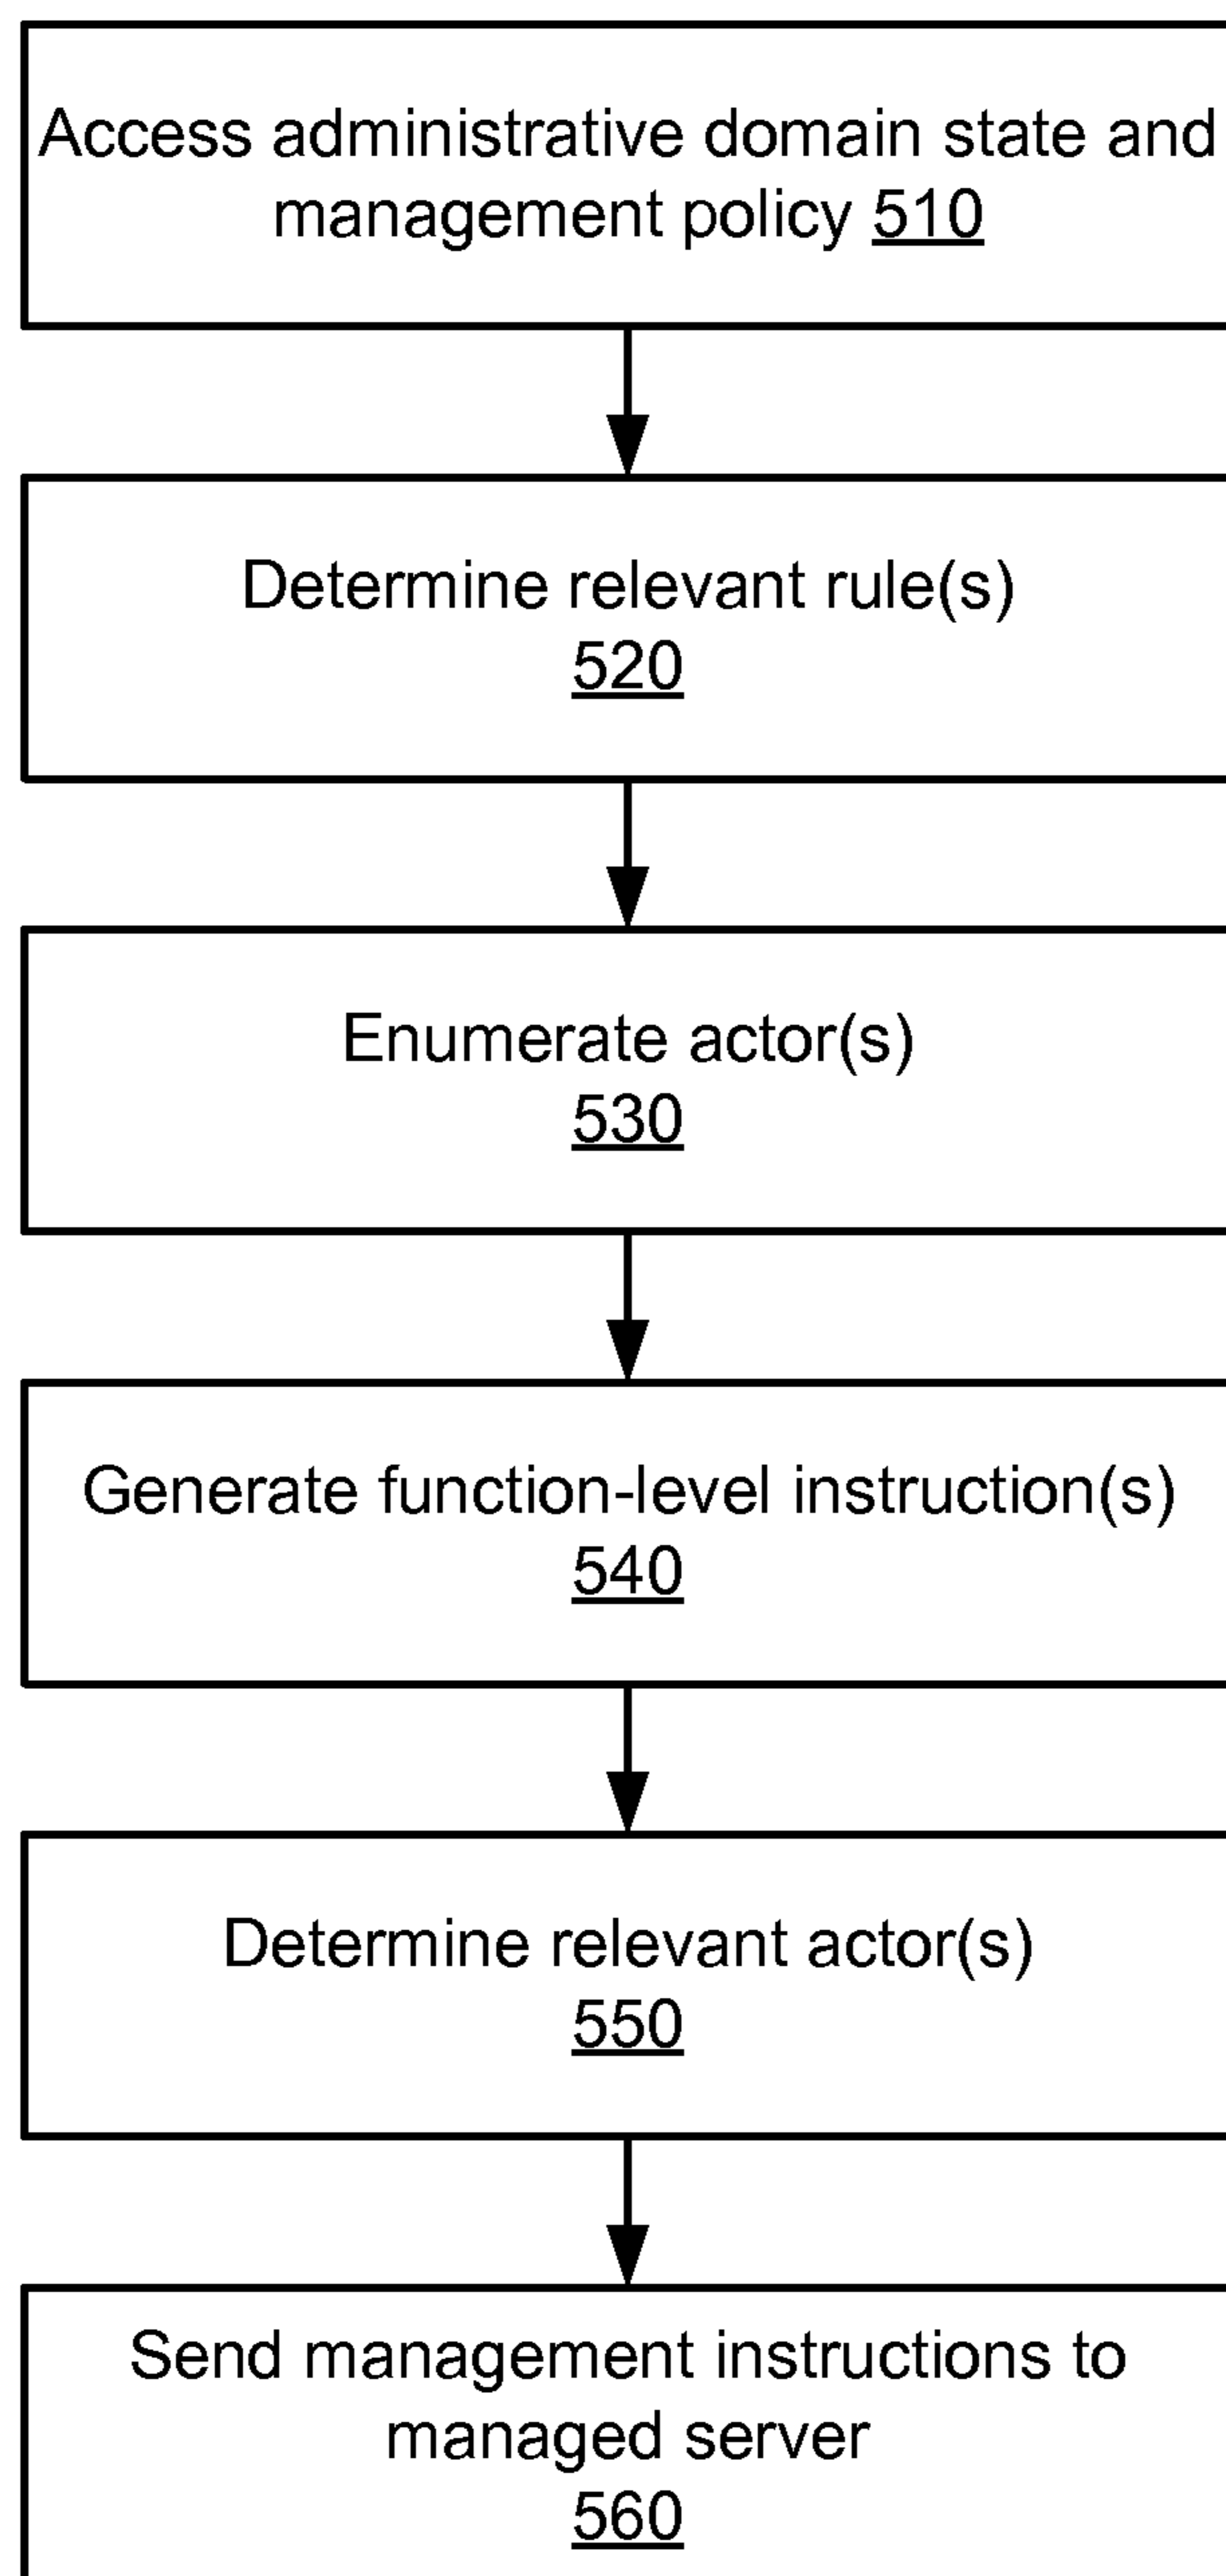 Access administrative domain state and
management policy 510
Determine relevant rule(s)
520
Enumerate actor(s)
530
Generate function-level instruction(s)
540
Determine relevant actor(s)
550
Send management instructions to
managed server
560